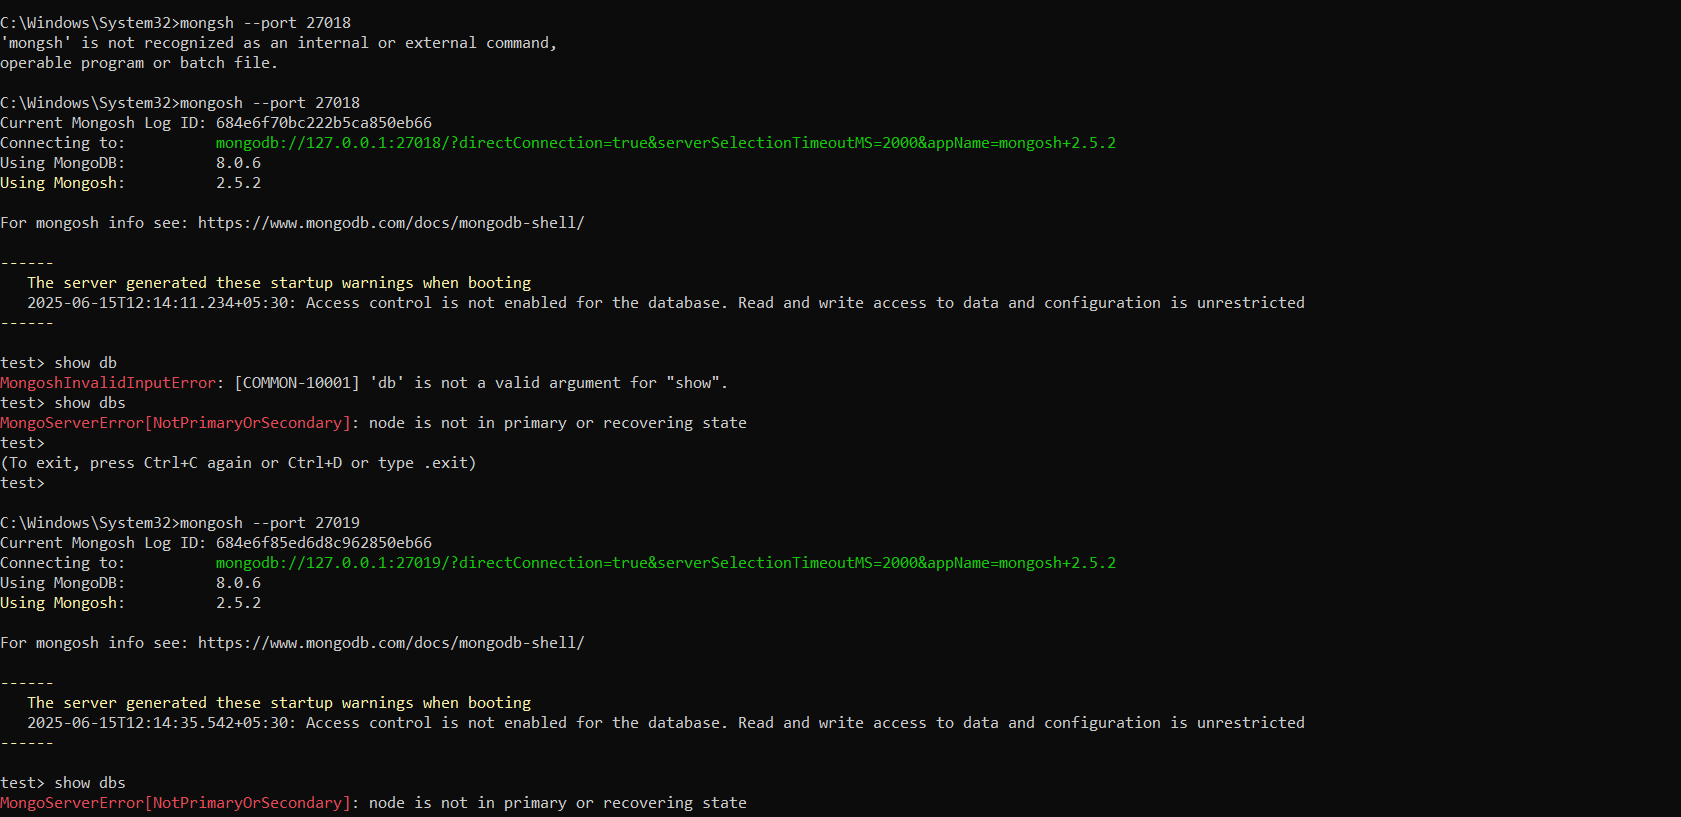 C:\Windows\System32>mongsh --port 27018
'mongsh' is not recognized as an internal or external command,
operable program or batch file.
C:\Windows\System32>mongosh --port 27018
Current Mongosh Log ID: 684e6f70bc222b5ca850eb66
Connecting to:          mongodb://127.0.0.1:27018/?directConnection=true&serverSelectionTimeoutMS=2000&appName=mongosh+2.5.2
Using MongoDB:          8.0.6
Using Mongosh:          2.5.2
For mongosh info see: https://www.mongodb.com/docs/mongodb-shell/
------
   The server generated these startup warnings when booting
   2025-06-15T12:14:11.234+05:30: Access control is not enabled for the database. Read and write access to data and configuration is unrestricted
------
test> show db
MongoshInvalidInputError: [COMMON-10001] 'db' is not a valid argument for "show".
test> show dbs
MongoServerError[NotPrimaryOrSecondary]: node is not in primary or recovering state
test>
(To exit, press Ctrl+C again or Ctrl+D or type .exit)
test>
C:\Windows\System32>mongosh --port 27019
Current Mongosh Log ID: 684e6f85ed6d8c962850eb66
Connecting to:          mongodb://127.0.0.1:27019/?directConnection=true&serverSelectionTimeoutMS=2000&appName=mongosh+2.5.2
Using MongoDB:          8.0.6
Using Mongosh:          2.5.2
For mongosh info see: https://www.mongodb.com/docs/mongodb-shell/
------
   The server generated these startup warnings when booting
   2025-06-15T12:14:35.542+05:30: Access control is not enabled for the database. Read and write access to data and configuration is unrestricted
------
test> show dbs
MongoServerError[NotPrimaryOrSecondary]: node is not in primary or recovering state